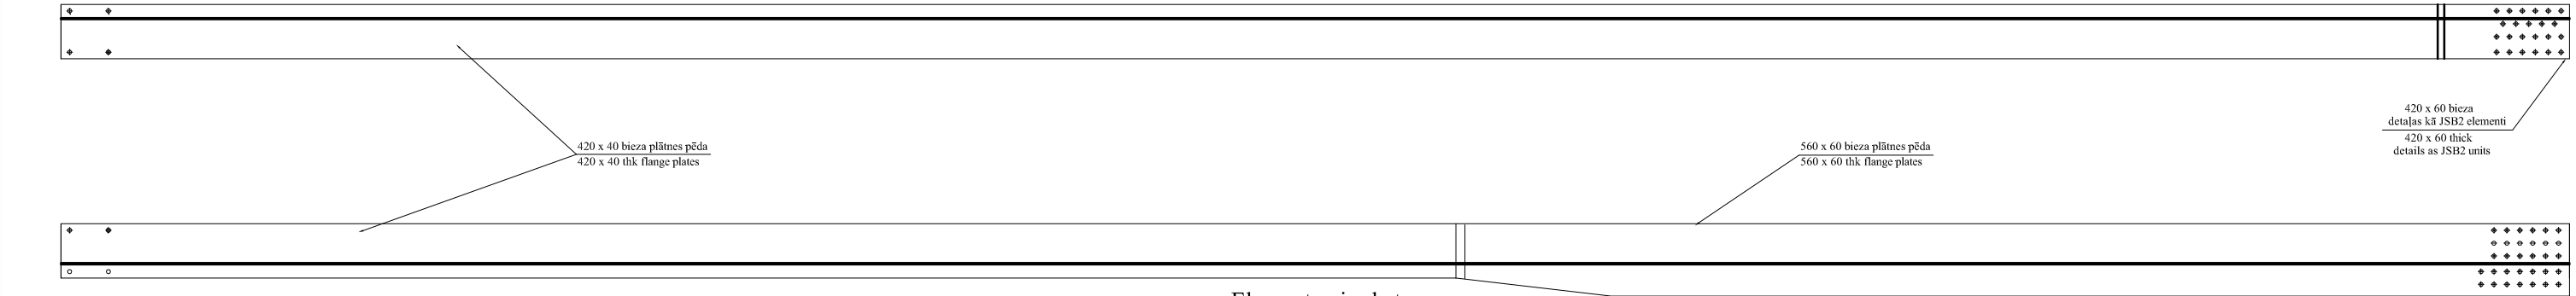 420 x 60 bieza
detaļas kā JSB2 elementi
420 x 60 thick
details as JSB2 units
420 x 40 bieza plātnes pēda
420 x 40 thk flange plates
560 x 60 bieza plātnes pēda
560 x 60 thk flange plates